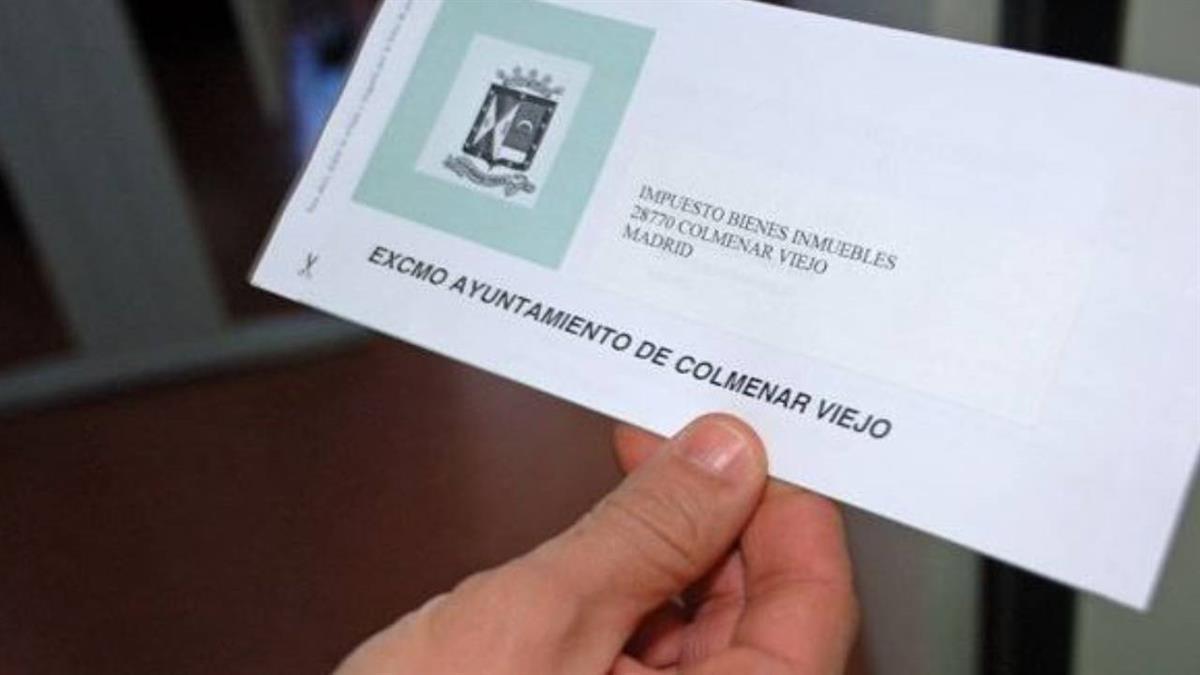 IMPUESTO BIENES INMUEBLES
28770 COLMENAR VIEJO
MADRID
EXCMO AYUNTAMIENTO DE COLMENAR VIEJO